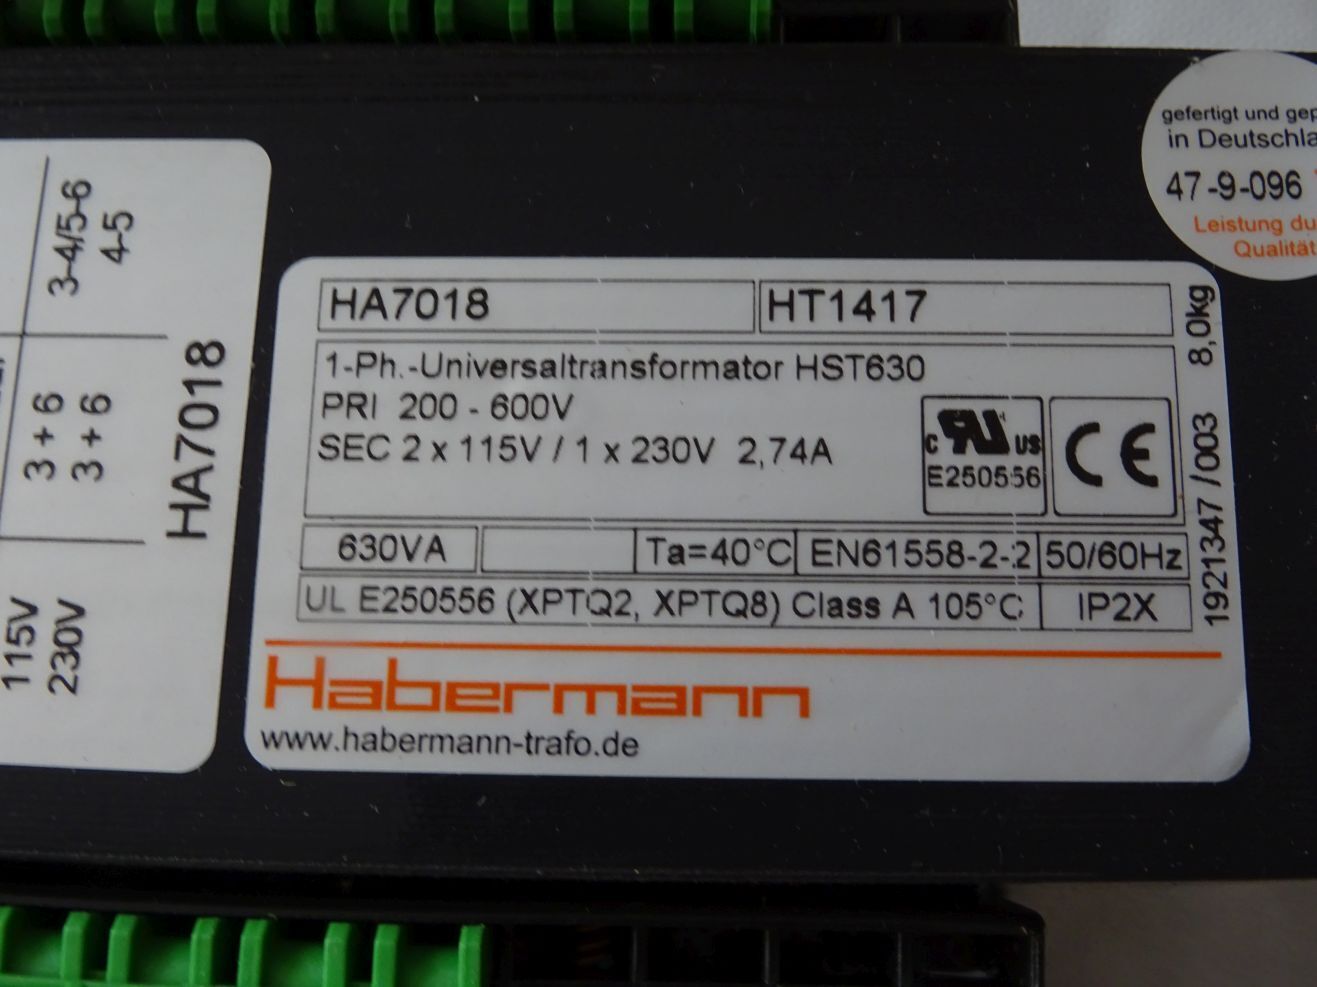 gefertigt und
in
47-9-096
Leistung
Qualität
3-4/5-6
4-5
3 + 6
3 + 6
115V
230V
HA7018
HA7018
HT1417
8,0kg
1-Ph.-Universaltransformator HST630
PRI 200 - 600V
SEC 2 x 115V / 1 x 230V 2,74A
C RU US
E250556
CE
630VA
Ta=40°C
EN61558-2-2
50/60Hz
UL E250556 (XPTQ2, XPTQ8) Class A 105°C
IP2X
1921347 /003
Habermann
www.habermann-trafo.de